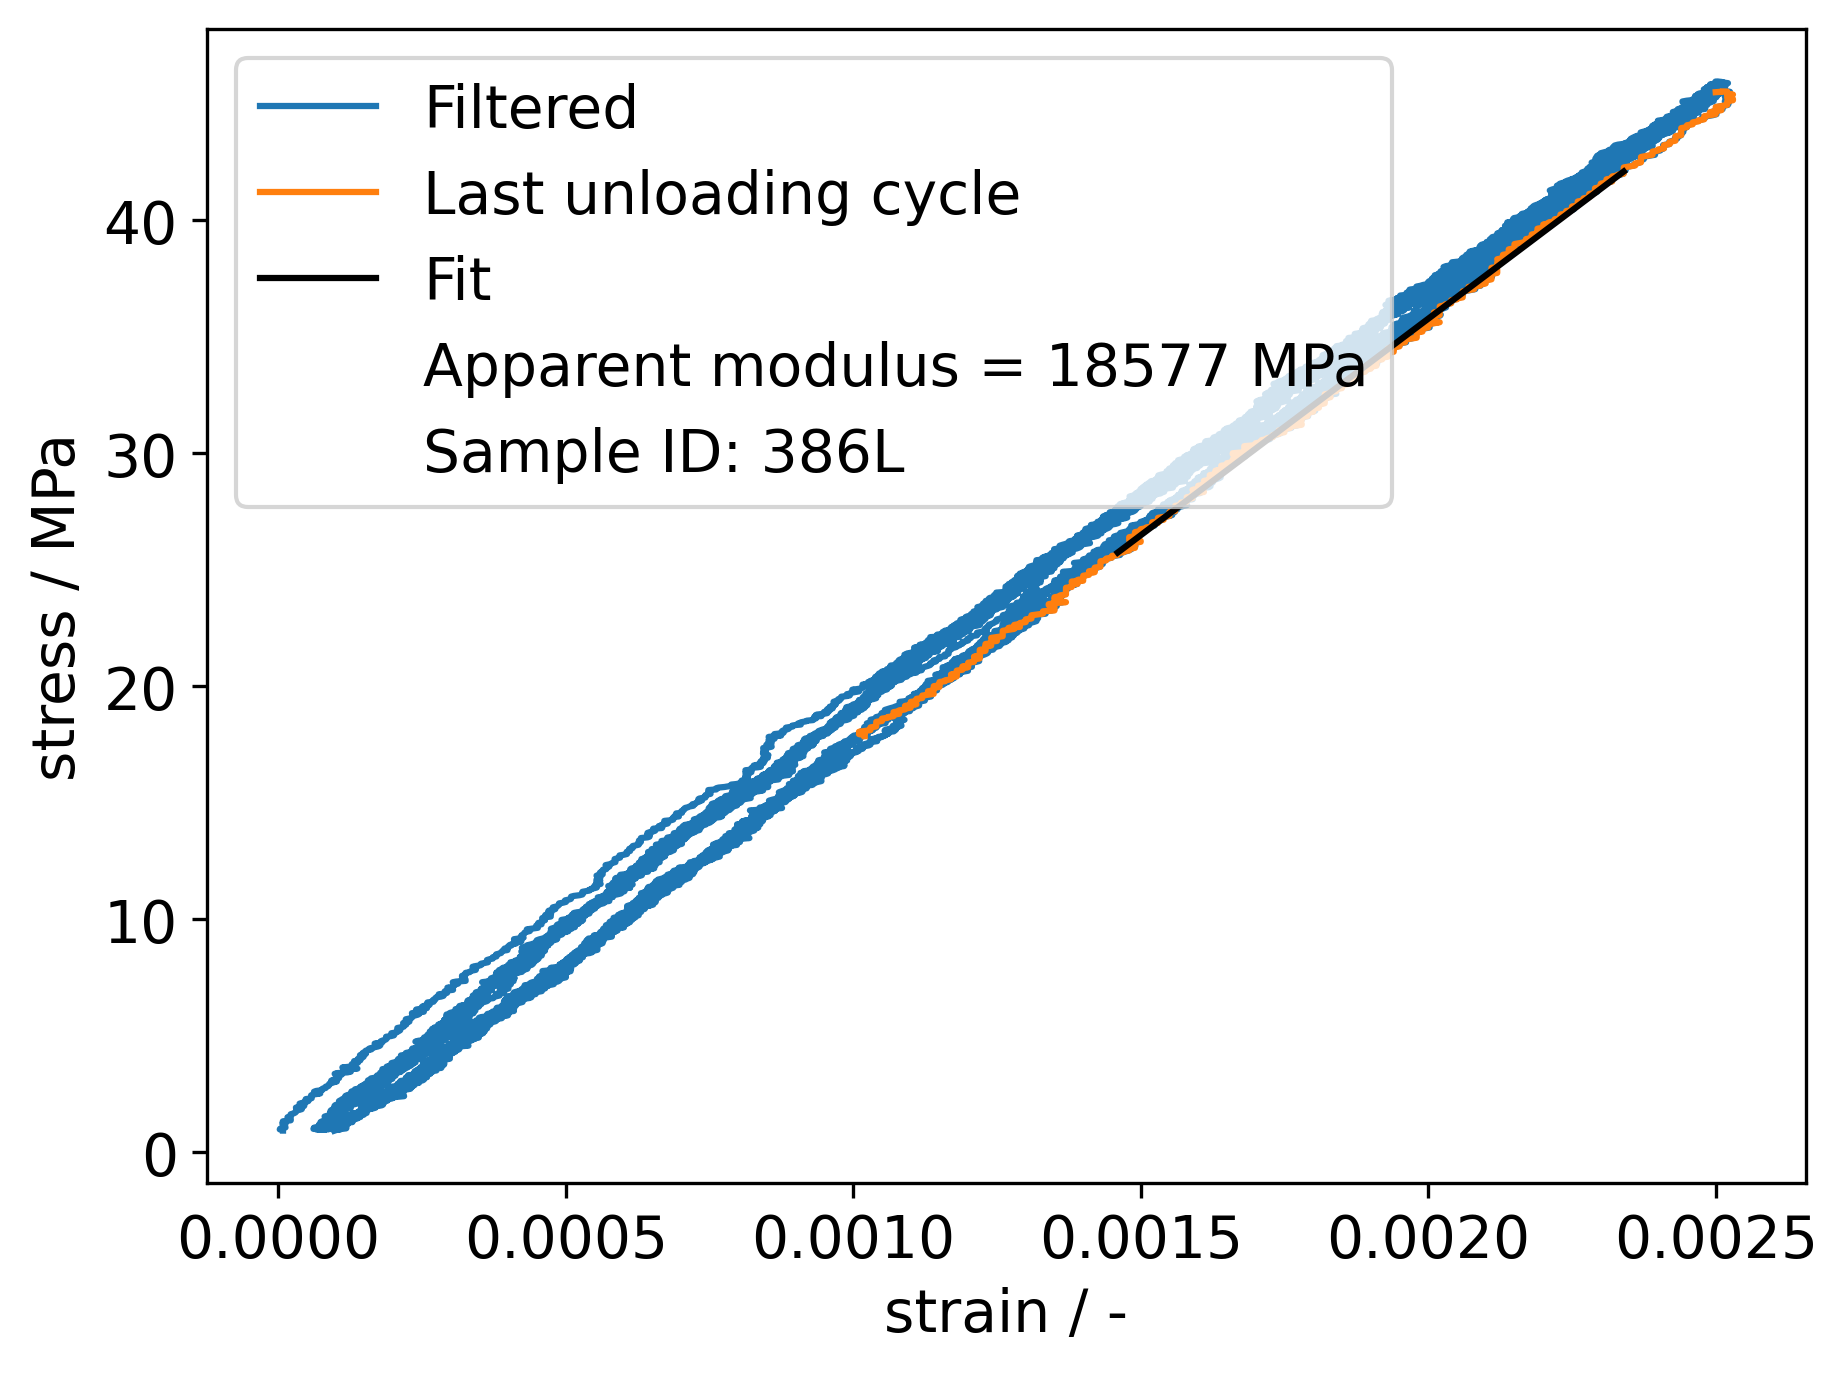 Filtered
Last unloading cycle
Fit
Apparent modulus = 18577 MPa
Sample ID: 386L
stress / MPa
40
30
20
10
0
0.0000 0.0005 0.0010 0.0015 0.0020 0.0025
strain / -